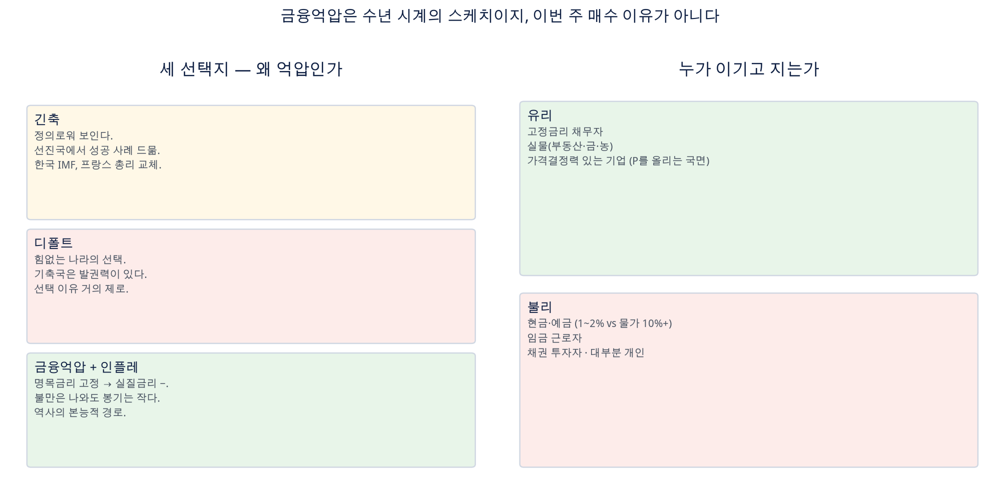 금융억압은 수년 시계의 스케치이지, 이번 주 매수 이유가 아니다
세 선택지 — 왜 억압인가
긴축
정의로워 보인다.
선진국에서 성공 사례 드묾.
한국 IMF, 프랑스 총리 교체.
디폴트
힘없는 나라의 선택.
기축국은 발권력이 있다.
선택 이유 거의 제로.
금융억압 + 인플레
명목금리 고정 → 실질금리 −.
불만은 나와도 봉기는 작다.
역사의 본능적 경로.
누가 이기고 지는가
유리
고정금리 채무자
실물(부동산·금·농)
가격결정력 있는 기업 (P를 올리는 국면)
불리
현금·예금 (1~2% vs 물가 10%+)
임금 근로자
채권 투자자 · 대부분 개인